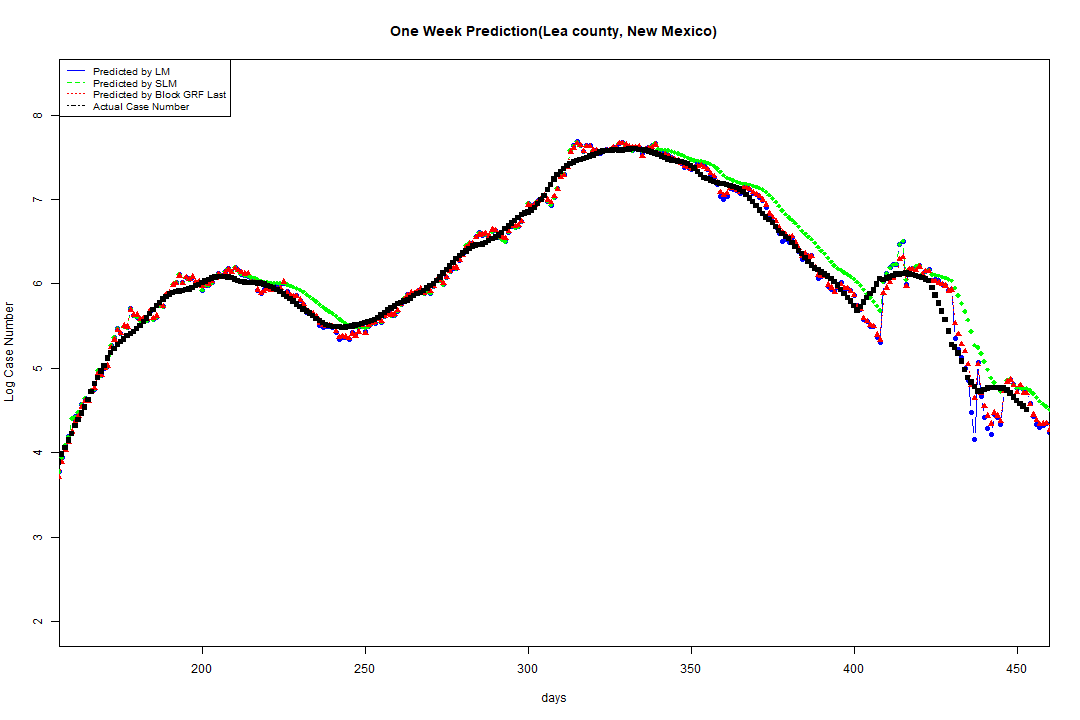 One Week Prediction(Lea county, New Mexico)
Predicted by LM
Predicted by SLM
Predicted by Block GRF Last
Actual Case Number
8
7
6
5
4
3
2
Log Case Number
200 250 300 350 400 450
days